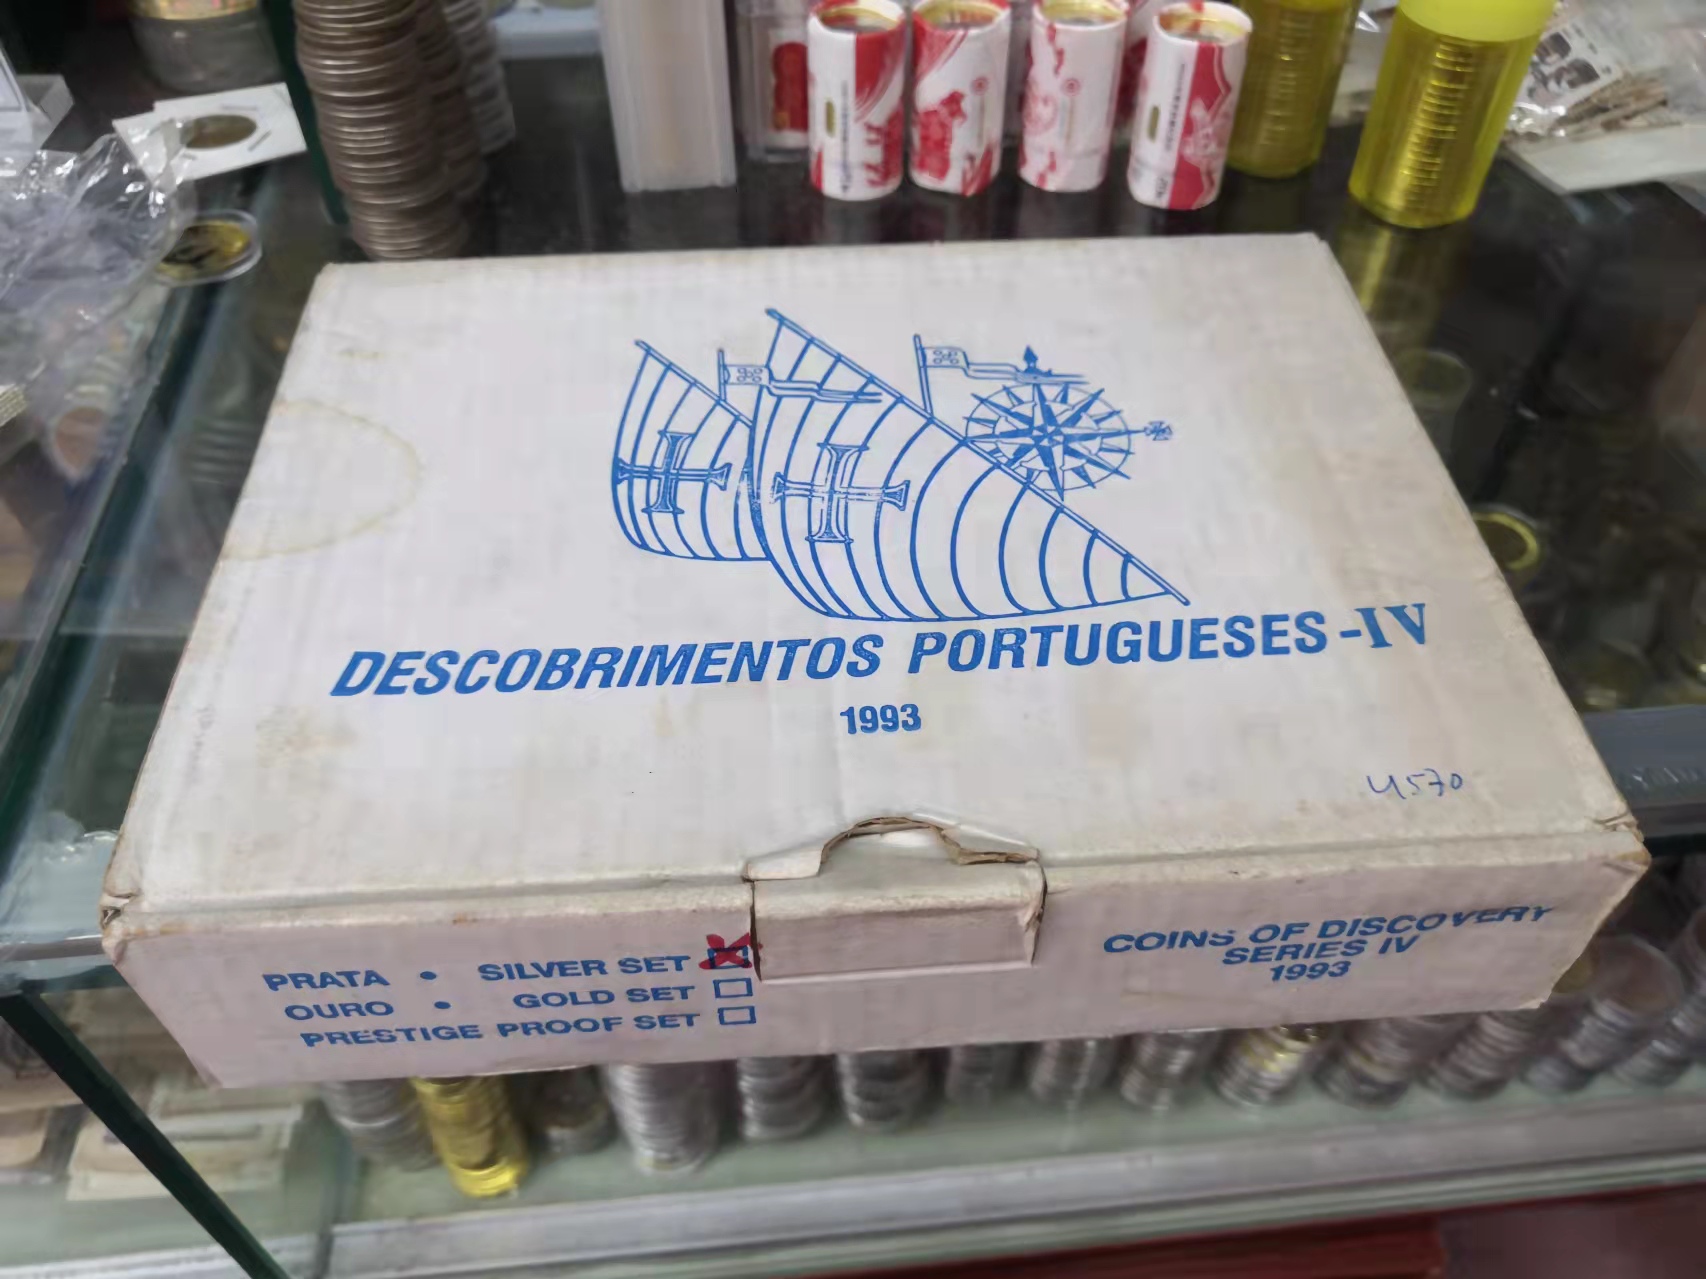 DESCOBRIMENTOS PORTUGUESES-IV
1993
4570
PRATA • SILVER SET
OURO • GOLD SET
PRESTIGE PROOF SET
COINS OF DISCOVERY
SERIES IV
1993